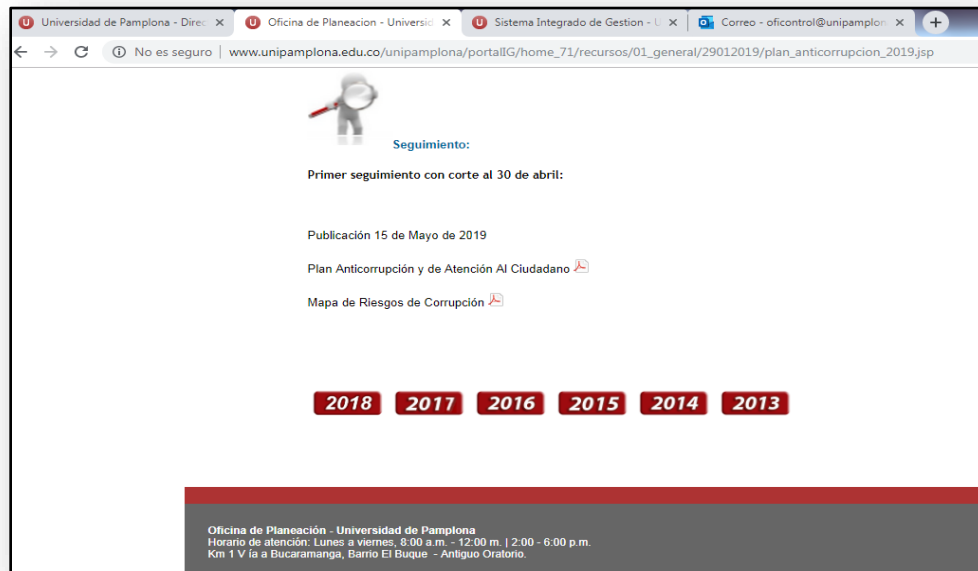 Universidad de Pamplona - Direc
Oficina de Planeacion - Universid
Sistema Integrado de Gestion - U
Correo - oficontrol@unipamplon
No es seguro | www.unipamplona.edu.co/unipamplona/portalIG/home_71/recursos/01_general/29012019/plan_anticorrupcion_2019.jsp
Seguimiento:
Primer seguimiento con corte al 30 de abril:
Publicación 15 de Mayo de 2019
Plan Anticorrupción y de Atención Al Ciudadano
Mapa de Riesgos de Corrupción
2018 2017 2016 2015 2014 2013
Oficina de Planeación - Universidad de Pamplona
Horario de atención: Lunes a viernes, 8:00 a.m. - 12:00 m. | 2:00 - 6:00 p.m.
Km 1 V ía a Bucaramanga, Barrio El Buque - Antiguo Oratorio.